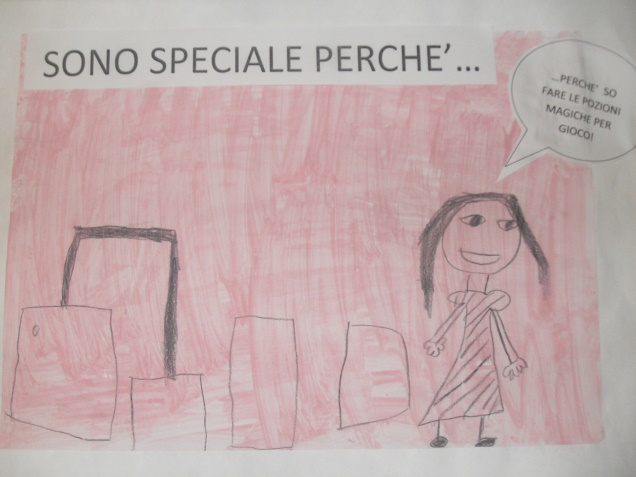 SONO SPECIALE PERCHE'...
...PERCHE' SO
FARE LE POZIONI
MAGICHE PER
GIOCO!